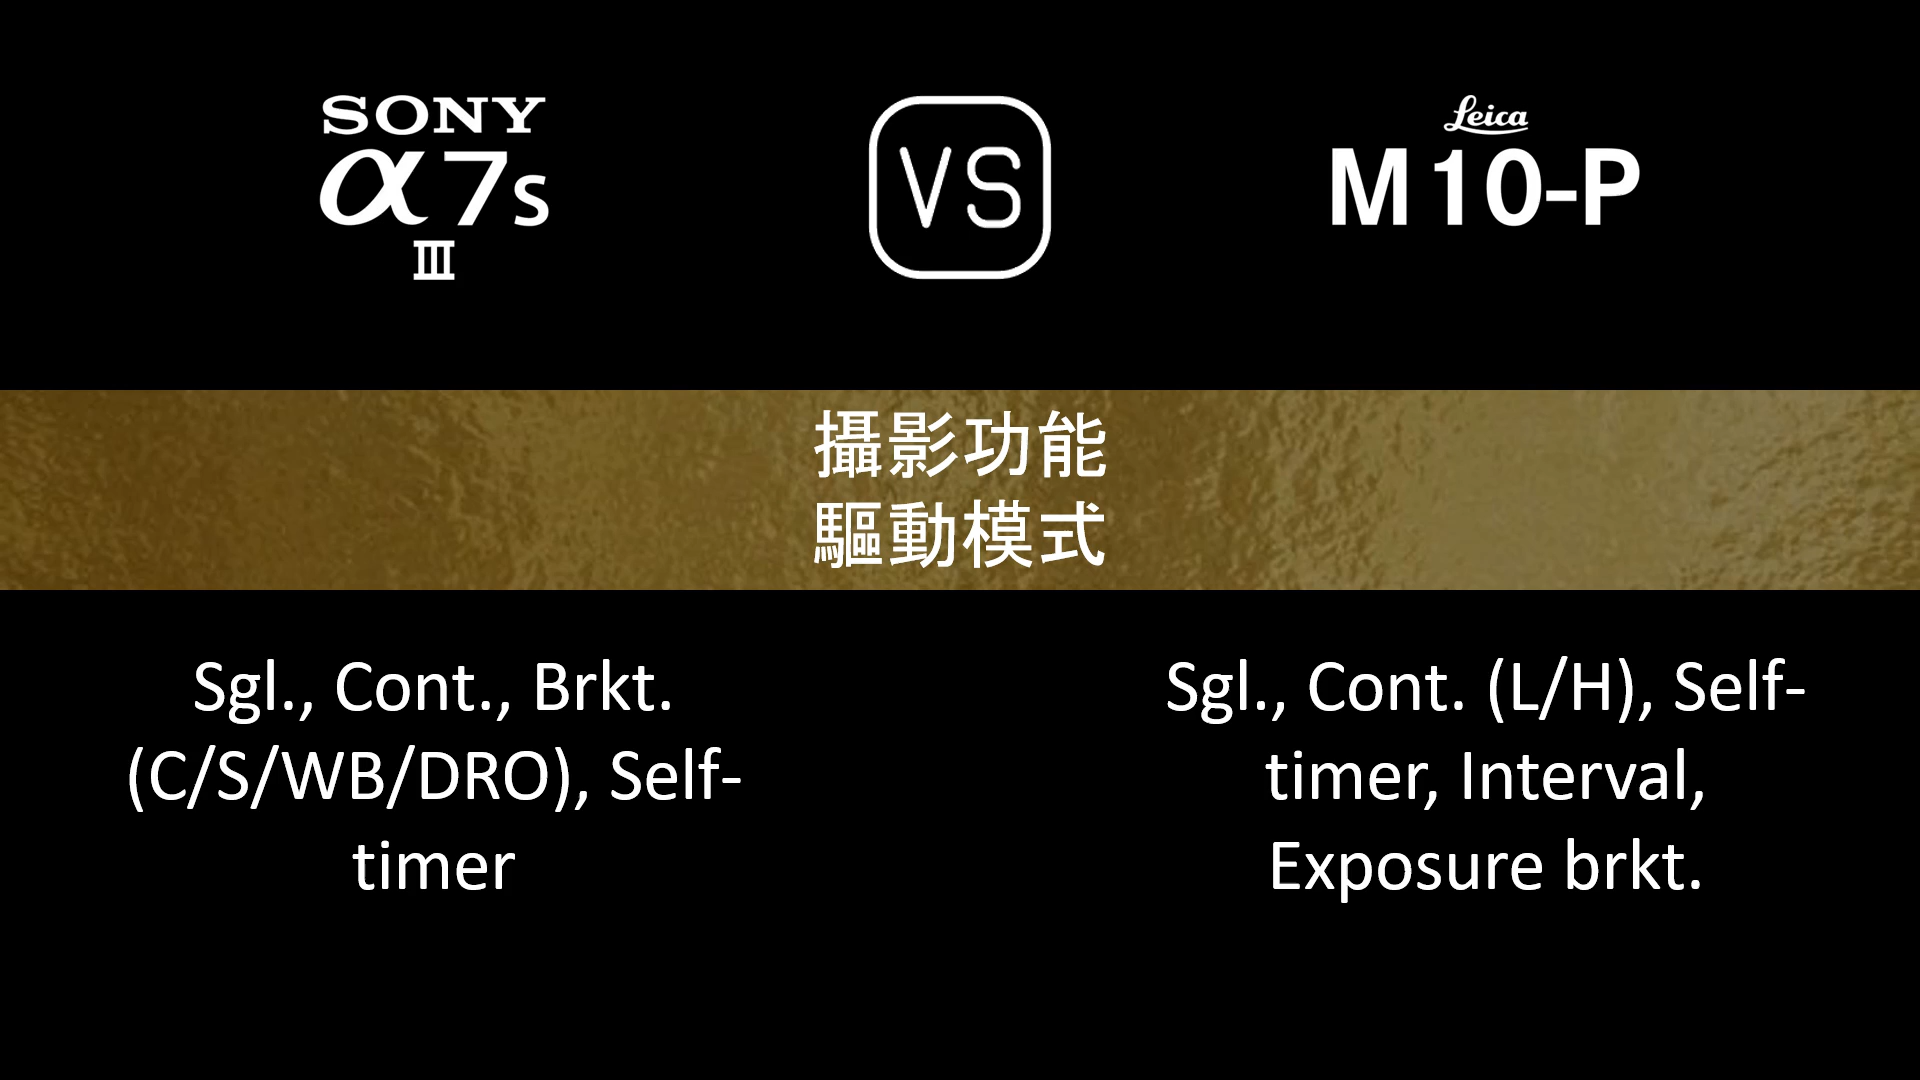 SONY
α7s
III
VS
Leica
M10-P
攝影功能
驅動模式
Sgl., Cont., Brkt.
(C/S/WB/DRO), Self-
timer
Sgl., Cont. (L/H), Self-
timer, Interval,
Exposure brkt.